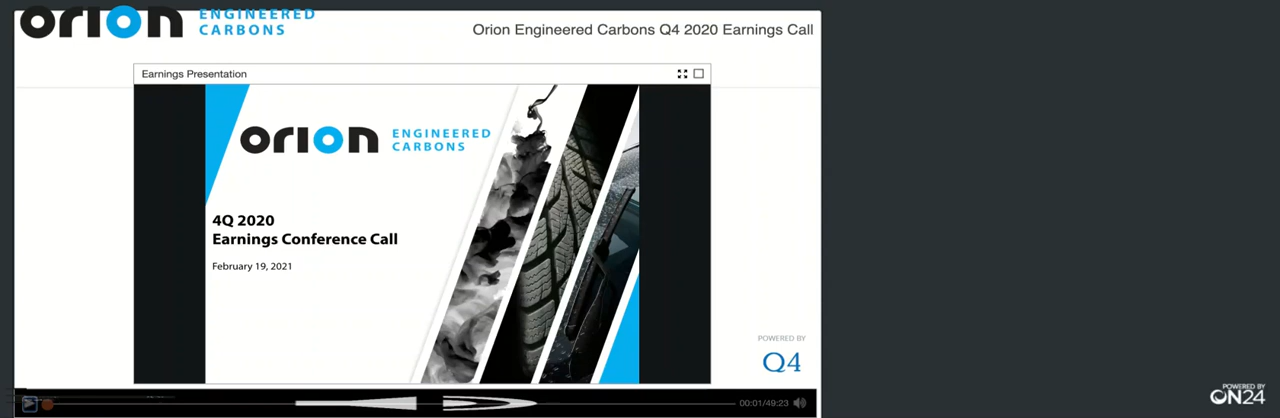 orion ENGINEERED
CARBONS
Orion Engineered Carbons Q4 2020 Earnings Call
Earnings Presentation
orion ENGINEERED
CARBONS
4Q 2020
Earnings Conference Call
February 19, 2021
POWERED BY
Q4
00:01/49:23
POWERED BY
ON24